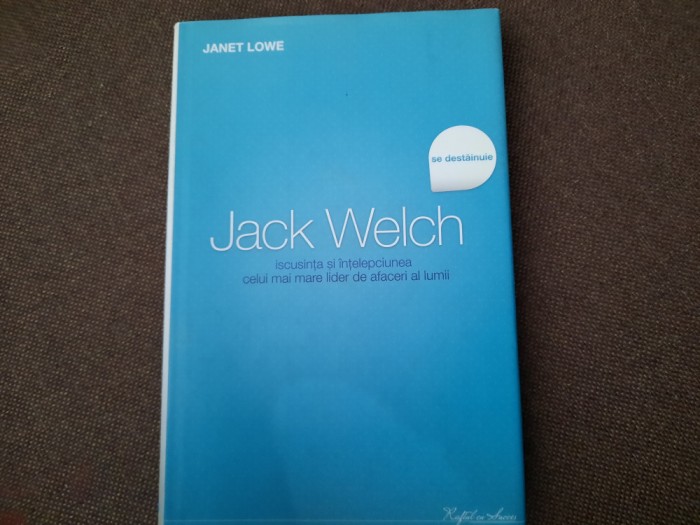 JANET LOWE
se destăinuie
Jack Welch
iscusința și înțelepciunea
celui mai mare lider de afaceri al lumii